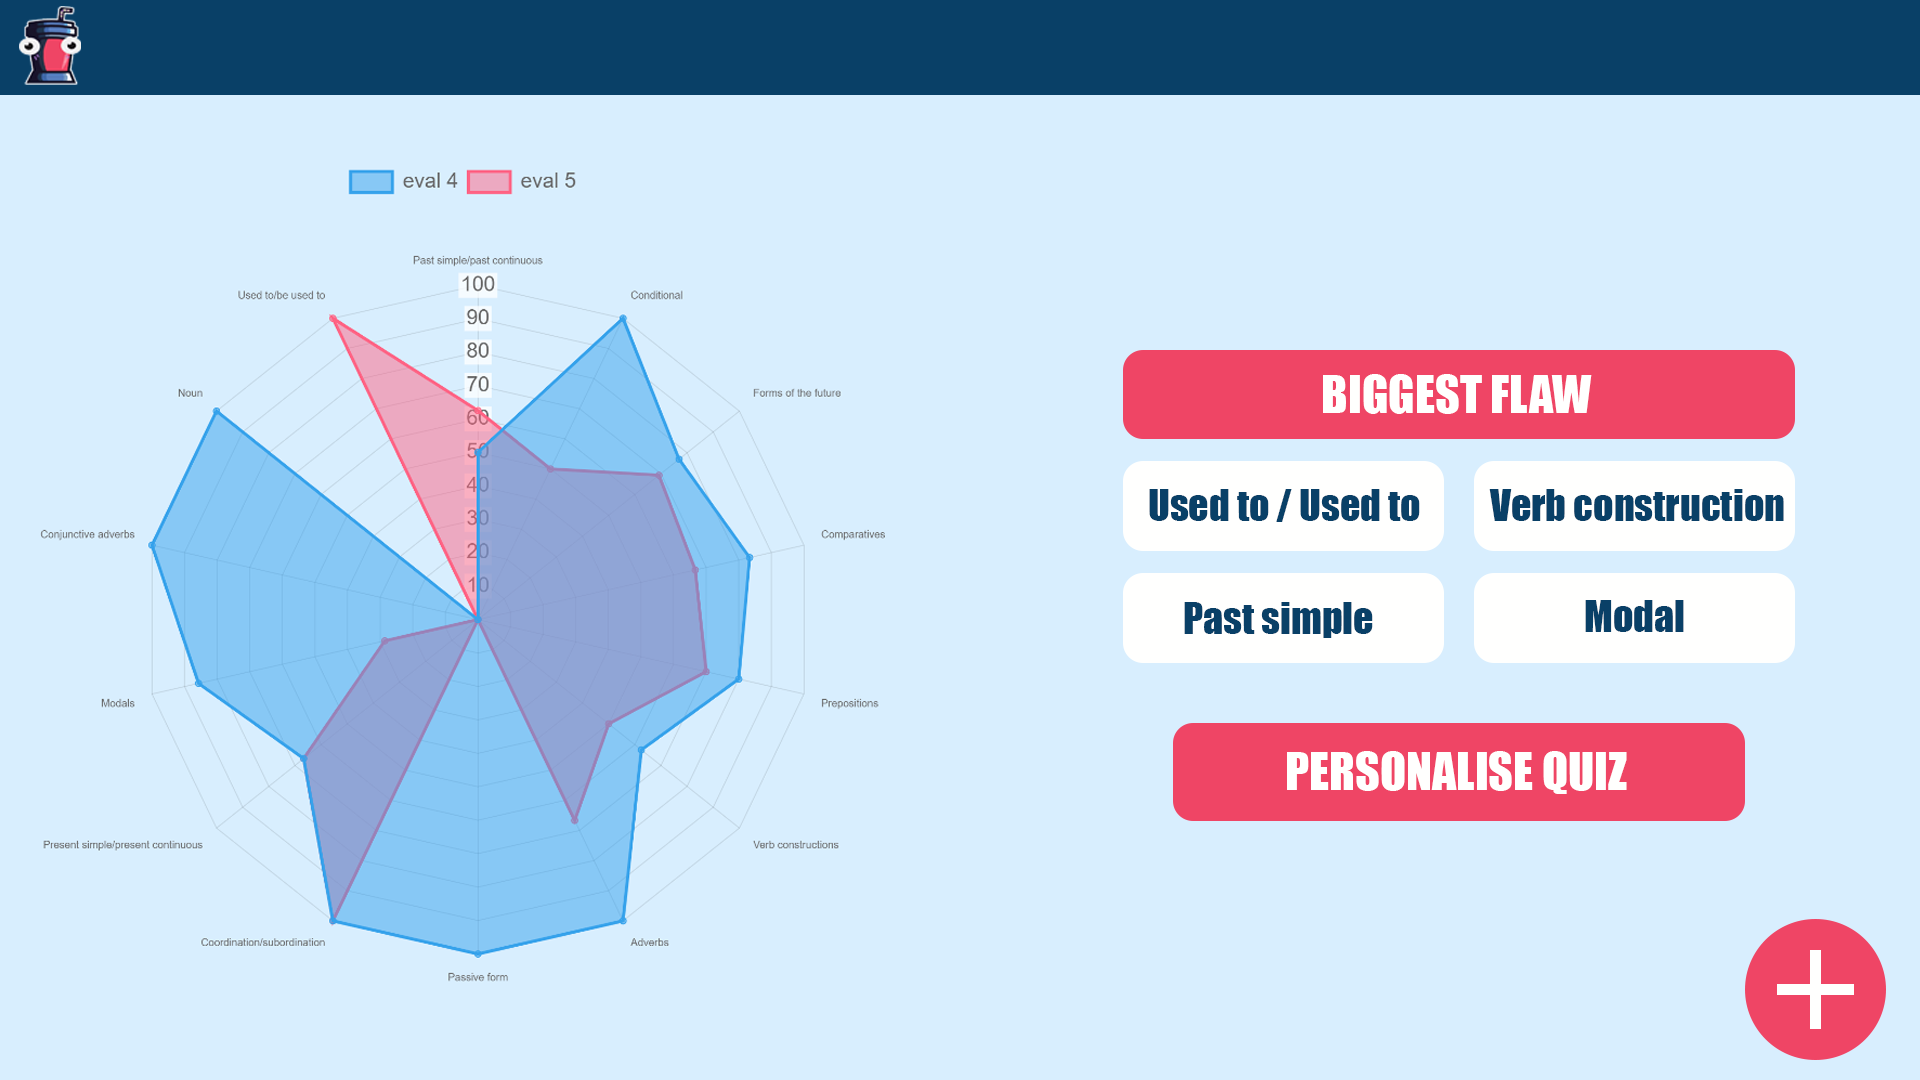 eval 4
eval 5
Past simple/past continuous
Used to/be used to
Conditional
Noun
Forms of the future
Conjunctive adverbs
Comparatives
Modals
Prepositions
Present simple/present continuous
Verb constructions
Coordination/subordination
Adverbs
Passive form
100
90
80
70
60
50
40
30
20
10
BIGGEST FLAW
Used to / Used to
Verb construction
Past simple
Modal
PERSONALISE QUIZ